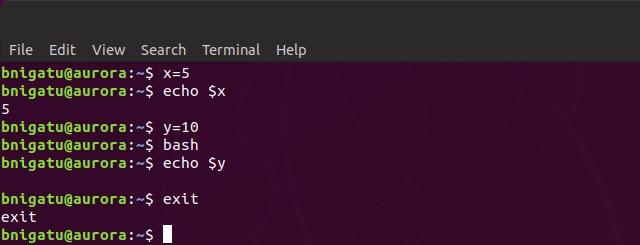 File Edit View Search Terminal Help
bnigatu@aurora:~$ x=5
bnigatu@aurora:~$ echo $x
5
bnigatu@aurora:~$ y=10
bnigatu@aurora:~$ bash
bnigatu@aurora:~$ echo $y

bnigatu@aurora:~$ exit
exit
bnigatu@aurora:~$